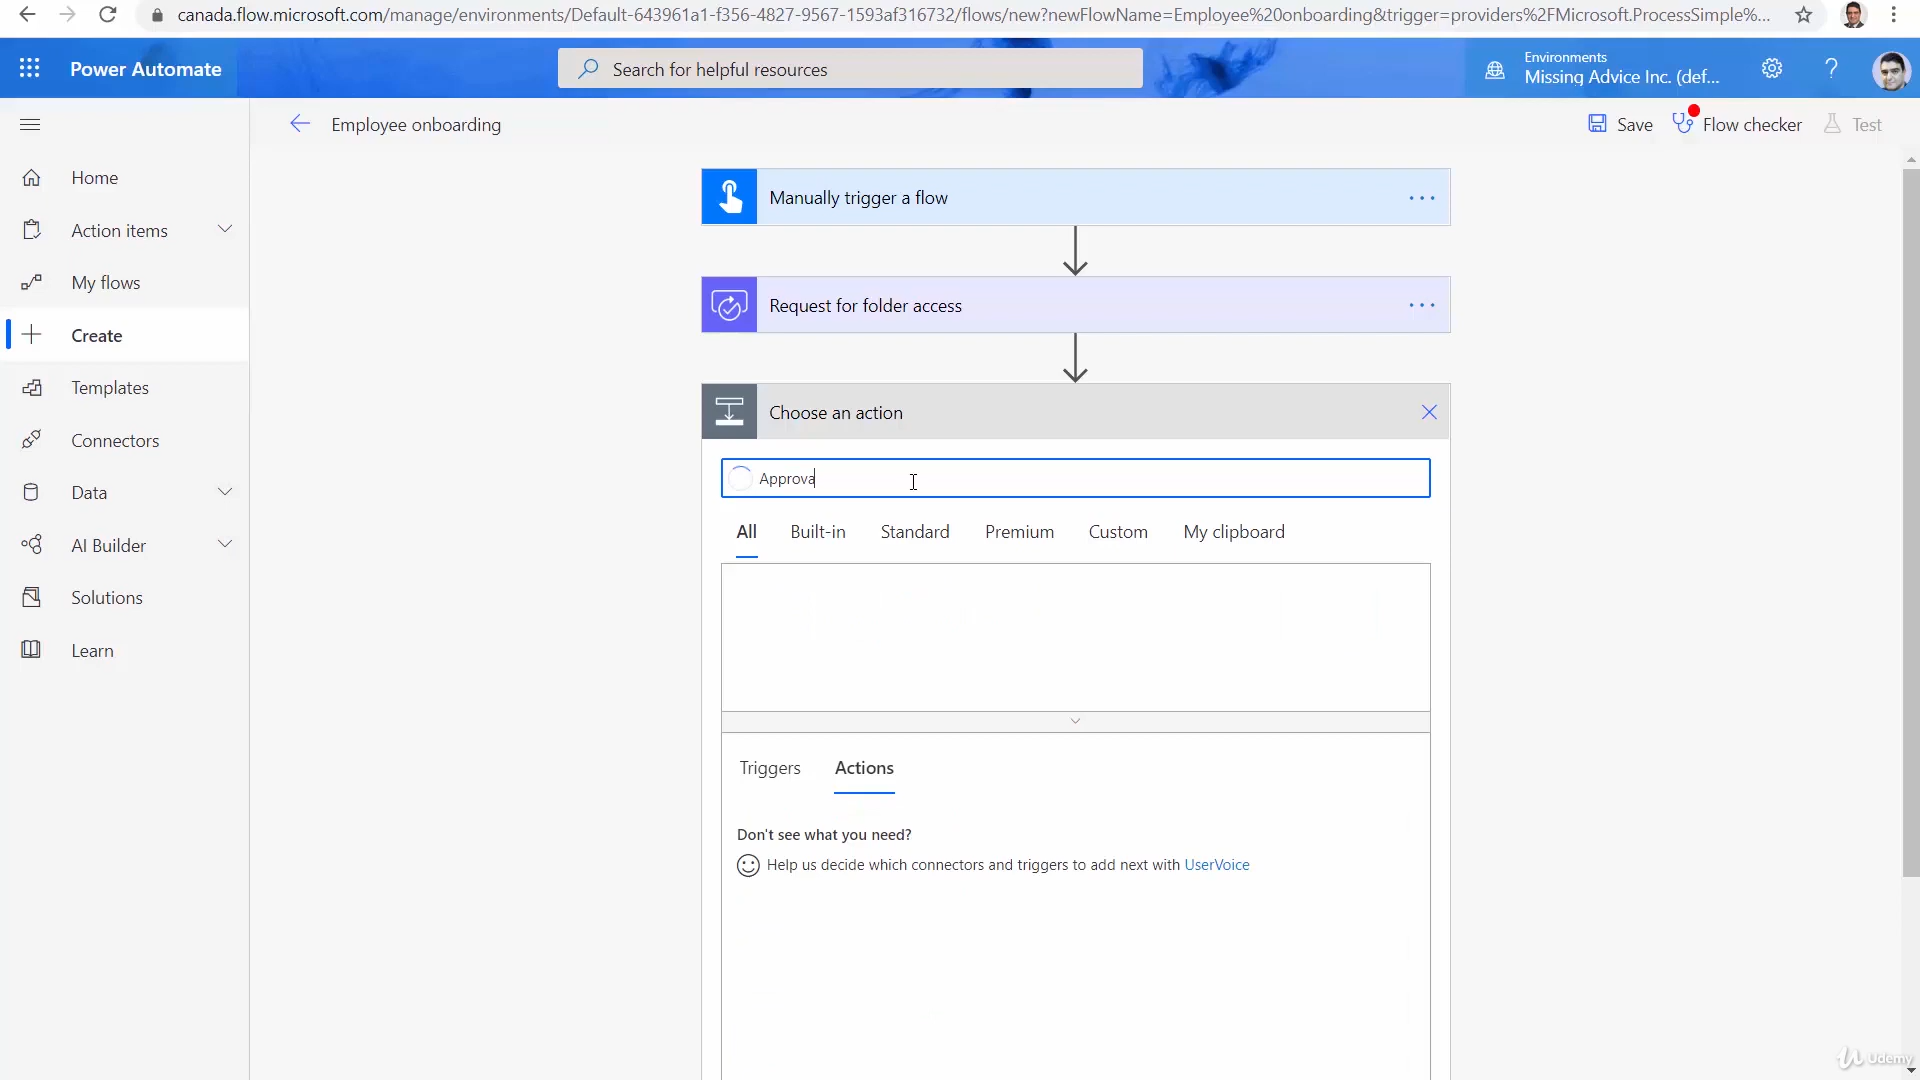 canada.flow.microsoft.com/manage/environments/Default-643961a1-f356-4827-9567-1593af316732/flows/new?newFlowName=Employee%20onboarding&trigger=providers%2FMicrosoft.ProcessSimple%...
Power Automate
Search for helpful resources
Environments
Missing Advice Inc. (def...
Employee onboarding
Save
Flow checker
Test
Home
Action items
My flows
Create
Templates
Connectors
Data
AI Builder
Solutions
Learn
Manually trigger a flow
Request for folder access
Choose an action
Approva
All Built-in Standard Premium Custom My clipboard
Triggers Actions
Don't see what you need?
Help us decide which connectors and triggers to add next with UserVoice
Udemy